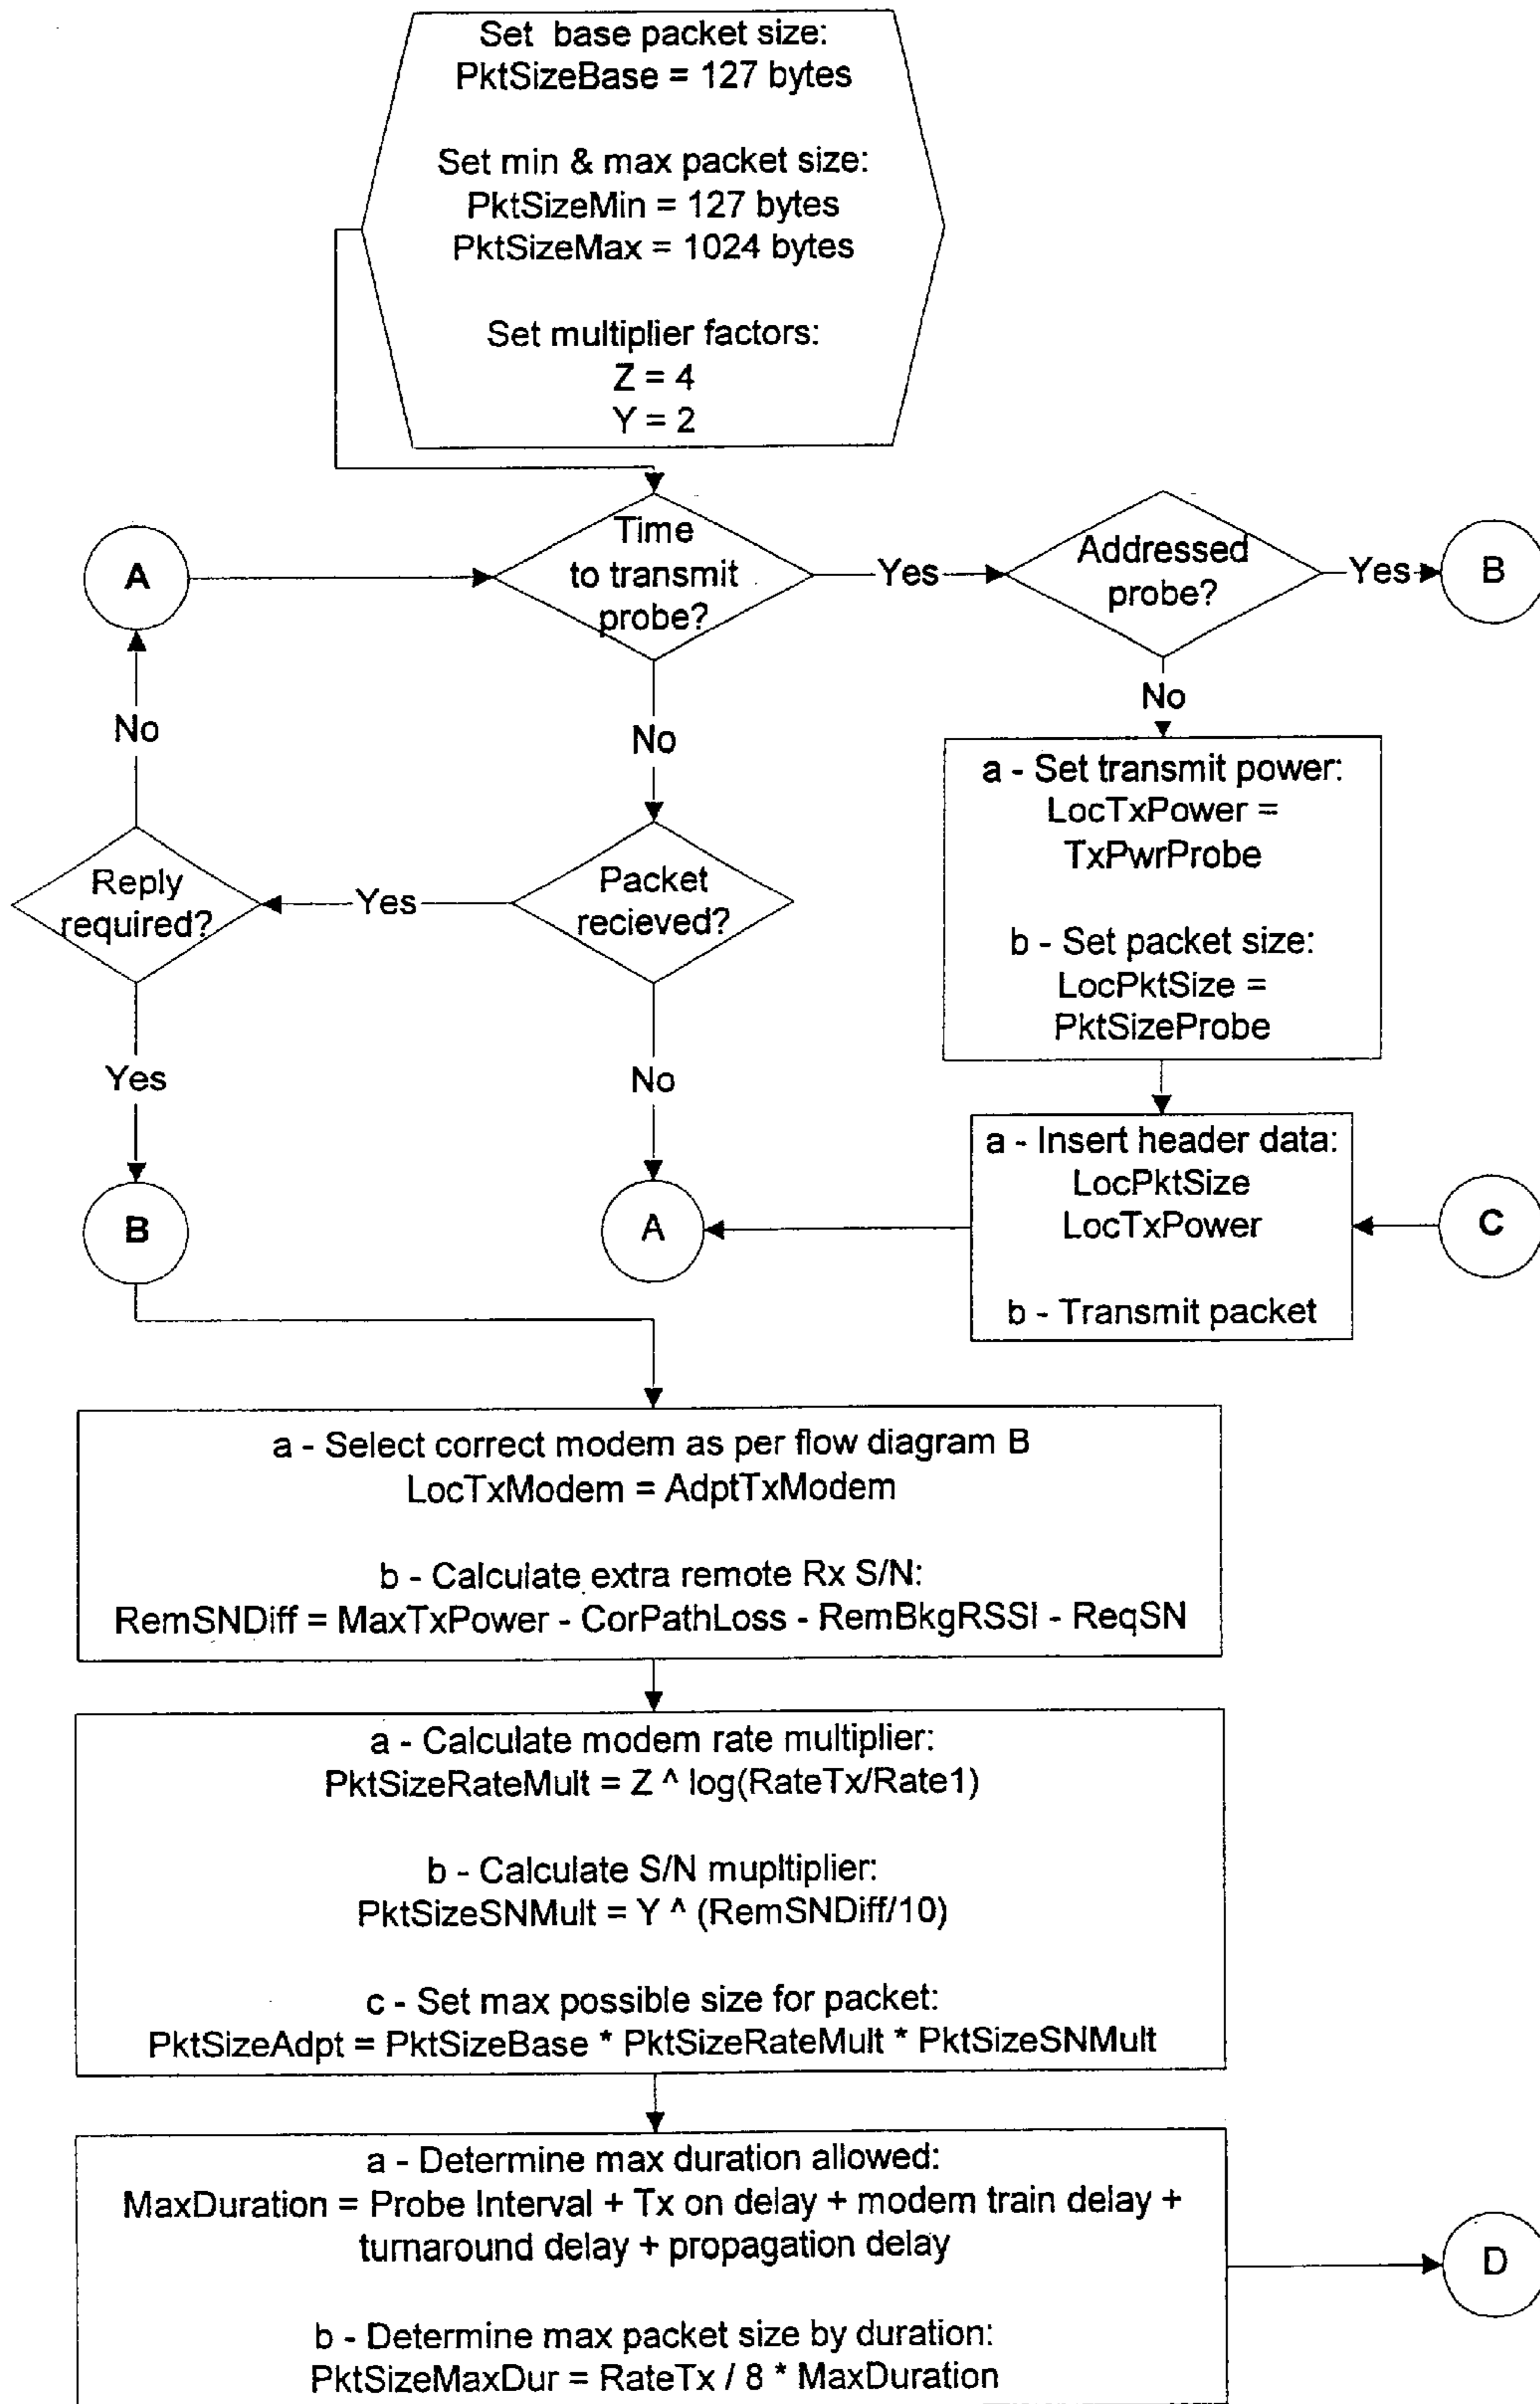 Set base packet size:
PktSizeBase = 127 bytes
Set min & max packet size:
PktSizeMin = 127 bytes
PktSizeMax = 1024 bytes
Set multiplier factors:
Z = 4
Y = 2
A
Time
to transmit
probe?
Yes
Addressed
probe?
Yes
B
No
No
No
a - Set transmit power:
LocTxPower =
TxPwrProbe
b - Set packet size:
LocPktSize =
PktSizeProbe
Reply
required?
Yes
Packet
recieved?
Yes
No
B
A
a - Insert header data:
LocPktSize
LocTxPower
b - Transmit packet
C
a - Select correct modem as per flow diagram B
LocTxModem = AdptTxModem
b - Calculate extra remote Rx S/N:
RemSNDiff = MaxTxPower - CorPathLoss - RemBkgRSSI - ReqSN
a - Calculate modem rate multiplier:
PktSizeRateMult = Z ^ log(RateTx/Rate1)
b - Calculate S/N mupltiplier:
PktSizeSNMult = Y ^ (RemSNDiff/10)
c - Set max possible size for packet:
PktSizeAdpt = PktSizeBase * PktSizeRateMult * PktSizeSNMult
a - Determine max duration allowed:
MaxDuration = Probe Interval + Tx on delay + modem train delay +
turnaround delay + propagation delay
b - Determine max packet size by duration:
PktSizeMaxDur = RateTx / 8 * MaxDuration
D